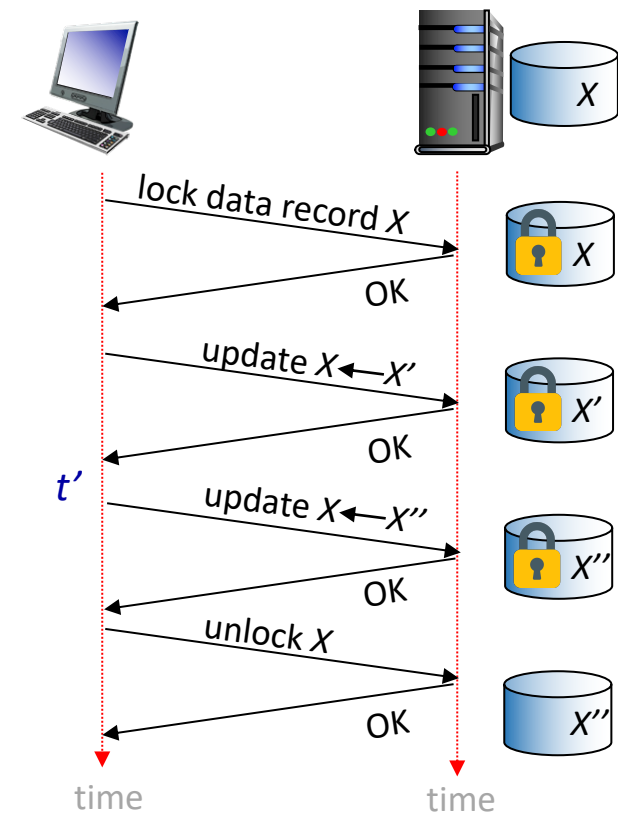 X
lock data record X
X
OK
update X←X'
X'
OK
t'
update X←X''
X''
OK
unlock X
X''
OK
time
time